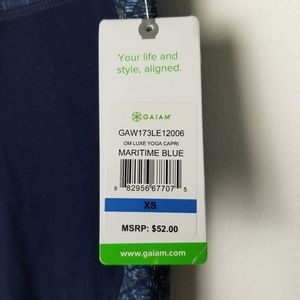 Your life and
style, aligned.
GAIAM
GAW173LE12006
OM LUXE YOGA CAPRI
MARITIME BLUE
8 82956 67707 5
XS
MSRP: $52.00
www.gaiam.com